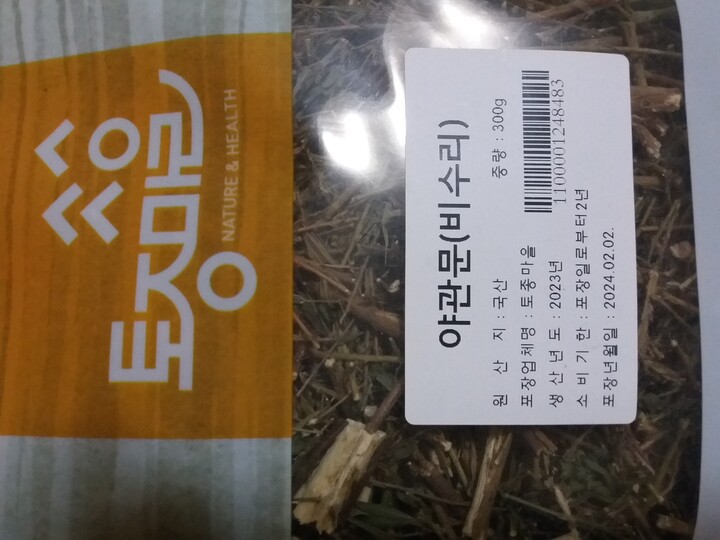 토종마을
NATURE & HEALTH
야관문(비수리)
원 산 지 : 국산
중량 : 300g
포장업체명 : 토종마을
생 산 년 도 : 2023년
1100001248483
소 비 기 한 : 포장일로부터2년
포장년월일 : 2024.02.02.